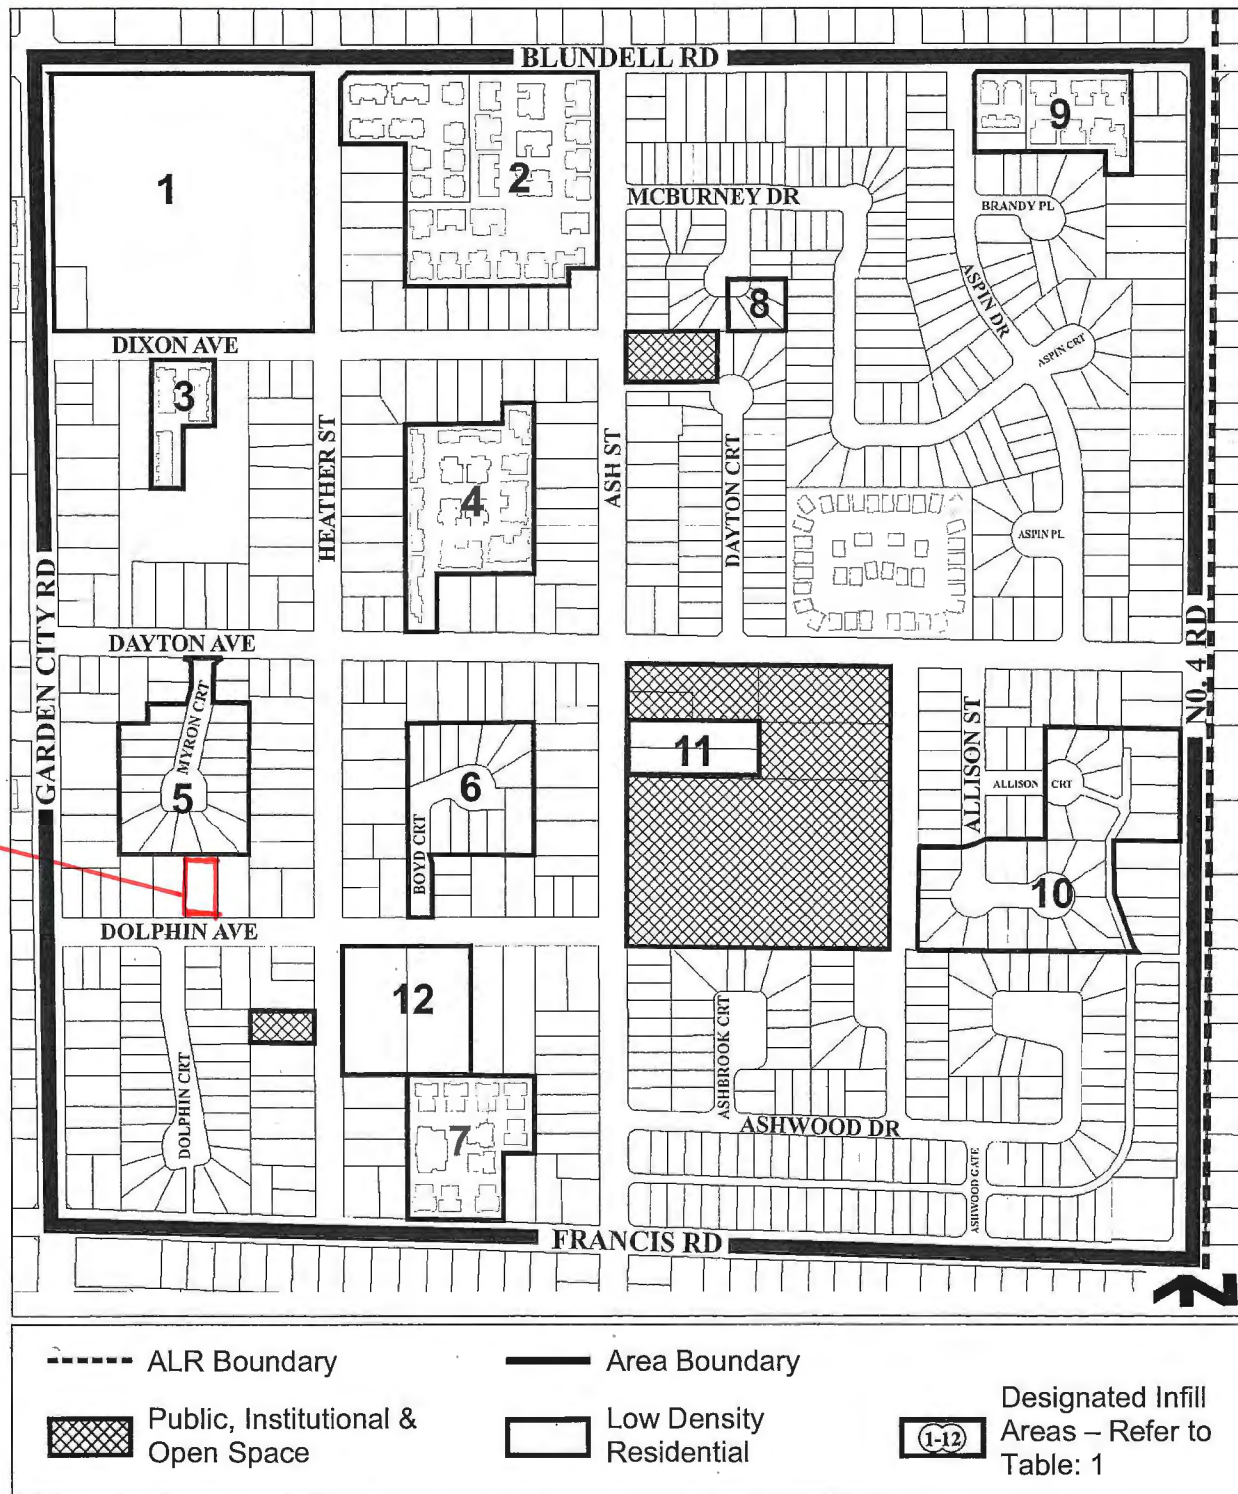 BLUNDELL RD
1
2
9
MCBURNEY DR
BRANDY PL
ASPIN DR
8
DIXON AVE
ASPIN CRT
3
HEATHER ST
4
ASH ST
DAYTON CRT
ASPIN PL
GARDEN CITY RD
DAYTON AVE
NO. 4 RD
MYRON CRT
5
6
BOYD CRT
11
ALLISON ST
ALLISON CRT
10
DOLPHIN AVE
12
DOLPHIN CRT
7
ASHBROOK CRT
ASHWOOD DR
ASHWOOD GATE
FRANCIS RD
N
ALR Boundary
Area Boundary
Public, Institutional &
Open Space
Low Density
Residential
1-12
Designated Infill
Areas – Refer to
Table: 1